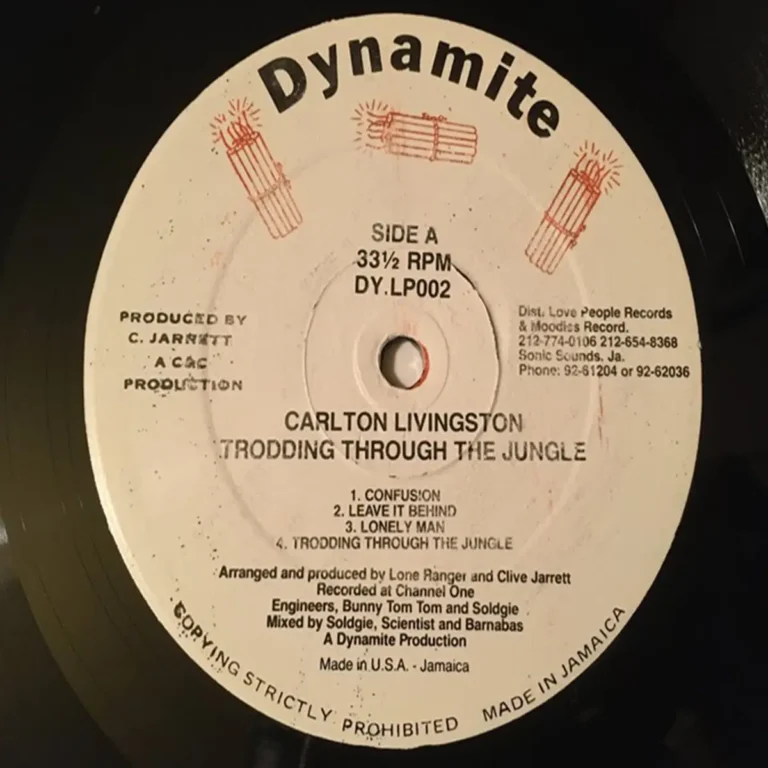 Dynamite
SIDE A
33½ RPM
DY.LP002
PRODUCED BY
C. JARRETT
A C&C
PRODUCTION
Dist. Love People Records
& Moodies Record.
212-774-0106 212-654-8368
Sonic Sounds. Ja.
Phone: 92-61204 or 92-62036
CARLTON LIVINGSTON
TRODDING THROUGH THE JUNGLE
1. CONFUSION
2. LEAVE IT BEHIND
3. LONELY MAN
4. TRODDING THROUGH THE JUNGLE
Arranged and produced by Lone Ranger and Clive Jarrett
Recorded at Channel One
Engineers, Bunny Tom Tom and Soldgie
Mixed by Soldgie, Scientist and Barnabas
A Dynamite Production
Made in U.S.A. - Jamaica
COPYING STRICTLY PROHIBITED MADE IN JAMAICA